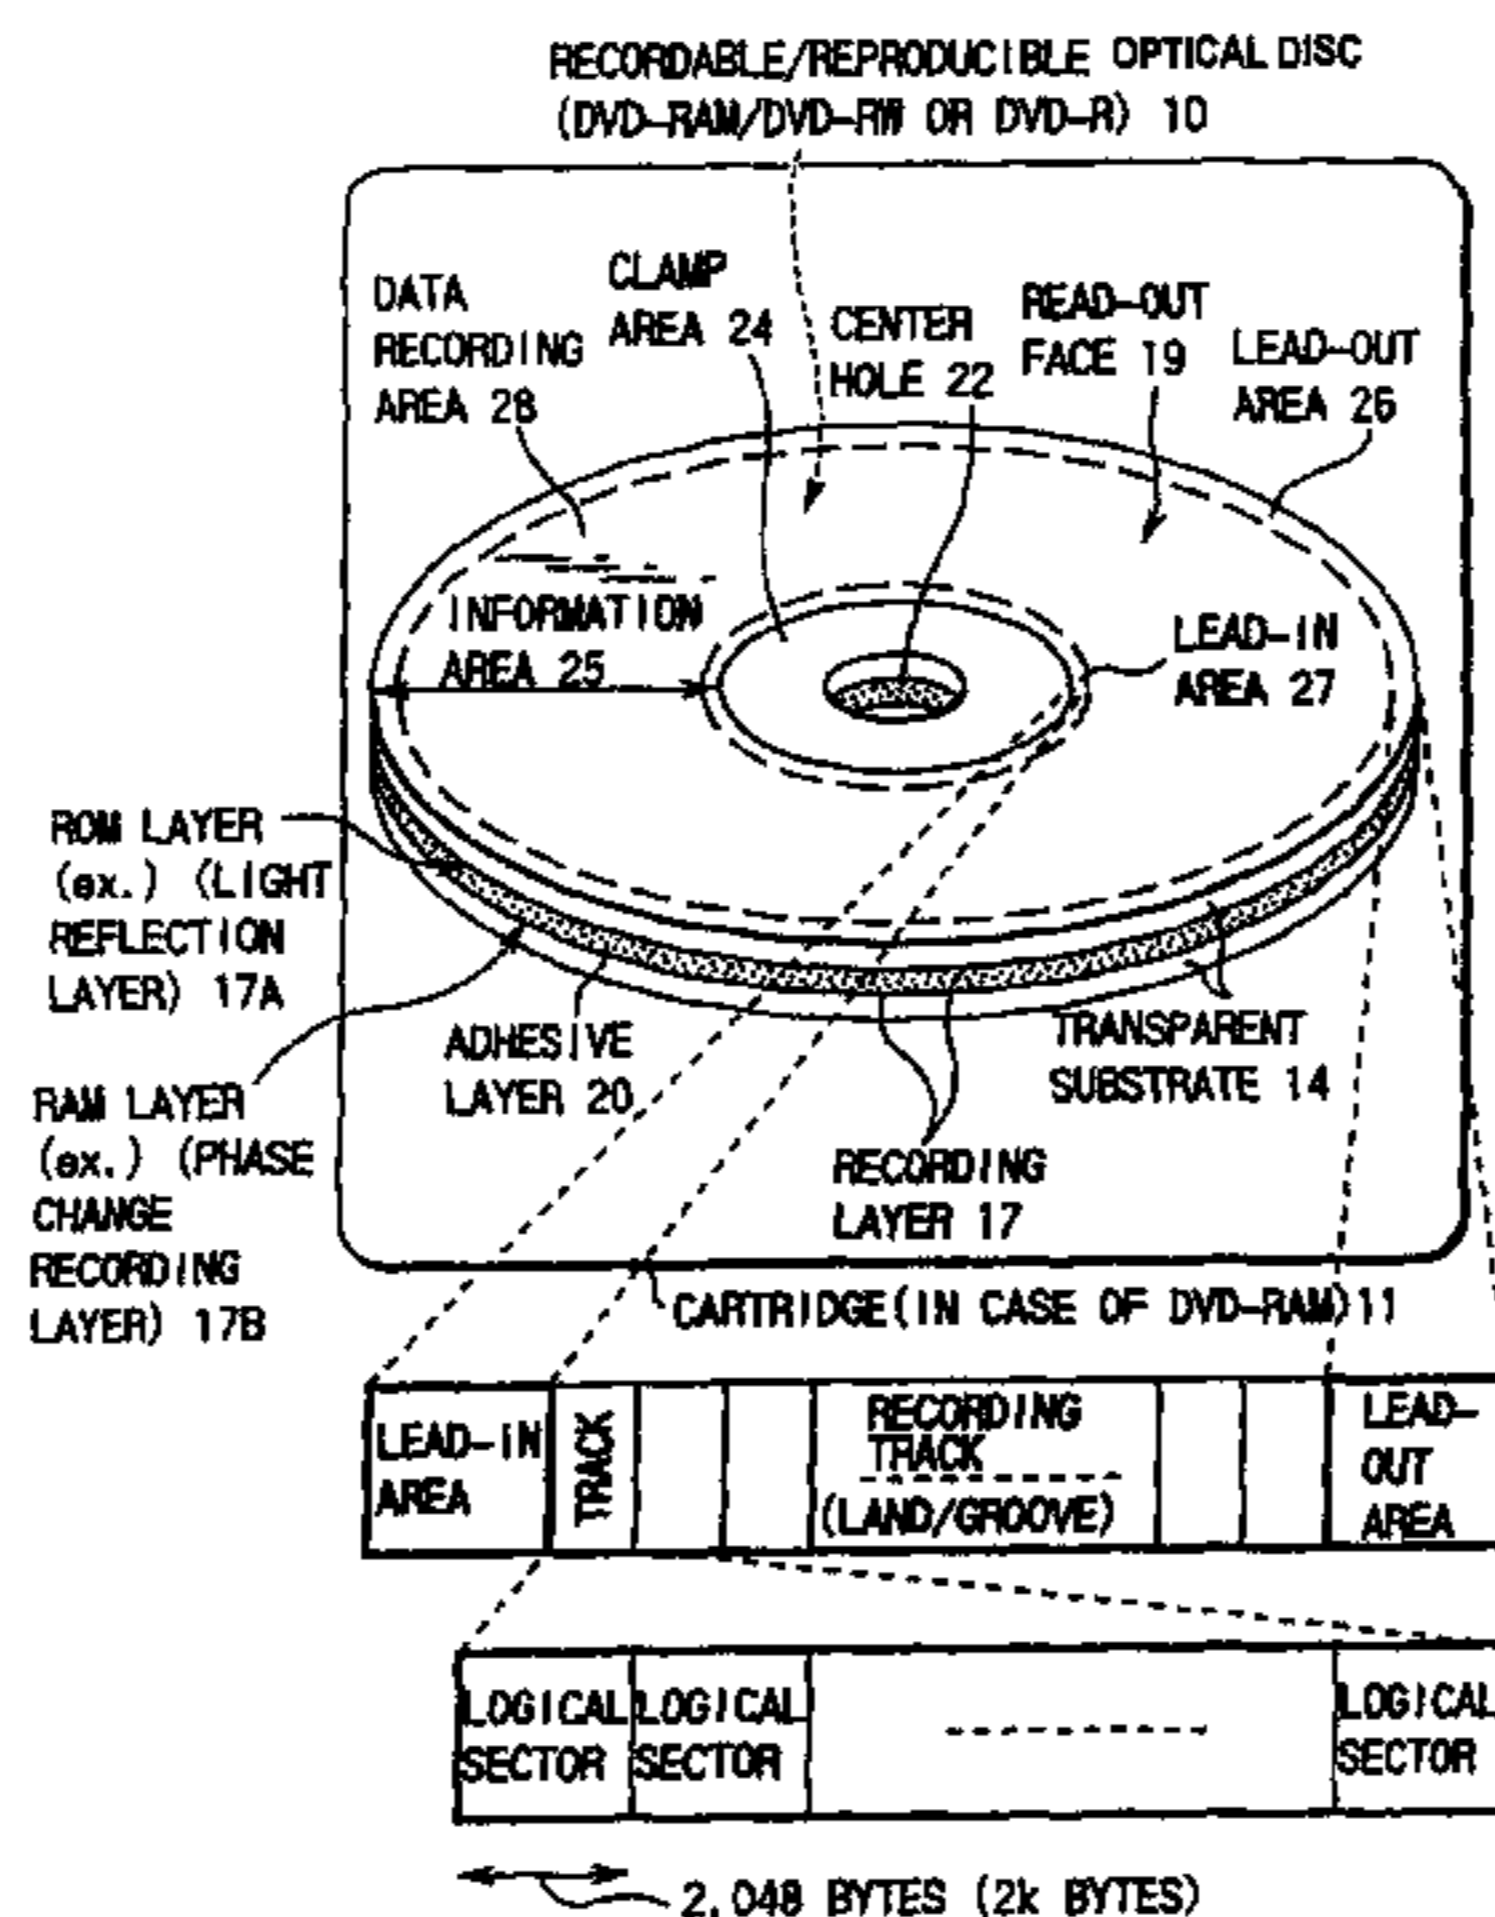 RECORDABLE/REPRODUCIBLE OPTICAL DISC
(DVD-RAM/DVD-RW OR DVD-R) 10
DATA
RECORDING
AREA 28
CLAMP
AREA 24
CENTER
HOLE 22
READ-OUT
FACE 19
LEAD-OUT
AREA 26
INFORMATION
AREA 25
LEAD-IN
AREA 27
ROM LAYER
(ex.) (LIGHT
REFLECTION
LAYER) 17A
RAM LAYER
(ex.) (PHASE
CHANGE
RECORDING
LAYER) 17B
ADHESIVE
LAYER 20
TRANSPARENT
SUBSTRATE 14
RECORDING
LAYER 17
CARTRIDGE(IN CASE OF DVD-RAM)11
LEAD-IN
AREA
TRACK
RECORDING
TRACK
(LAND/GROOVE)
LEAD-
OUT
AREA
LOGICAL
SECTOR
LOGICAL
SECTOR
LOGICAL
SECTOR
2,048 BYTES (2k BYTES)